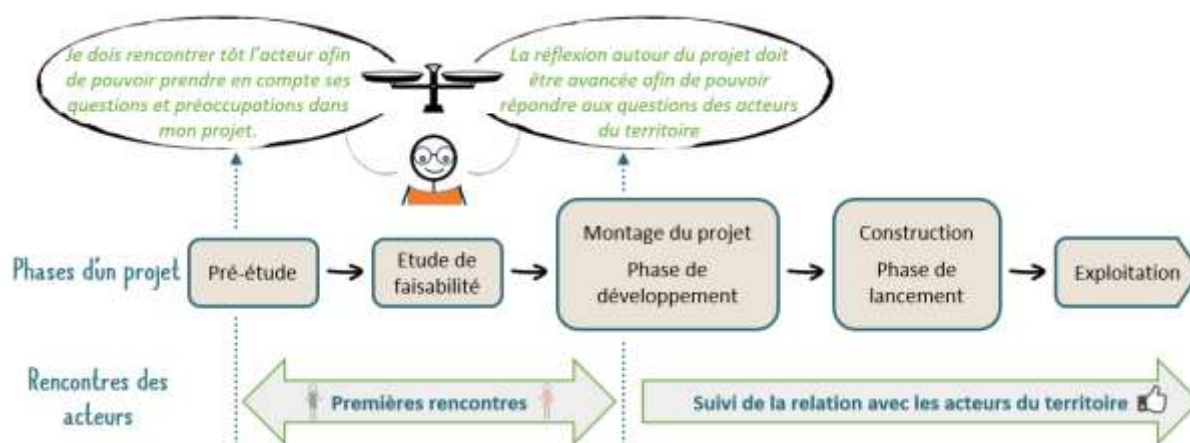 Je dois rencontrer tôt l'acteur afin
de pouvoir prendre en compte ses
questions et préoccupations dans
mon projet.
La réflexion autour du projet doit
être avancée afin de pouvoir
répondre aux questions des acteurs
du territoire
Phases d'un projet
Pré-étude
Etude de
faisabilité
Montage du projet
Phase de
développement
Construction
Phase de
lancement
Exploitation
Rencontres des
acteurs
Premières rencontres
Suivi de la relation avec les acteurs du territoire